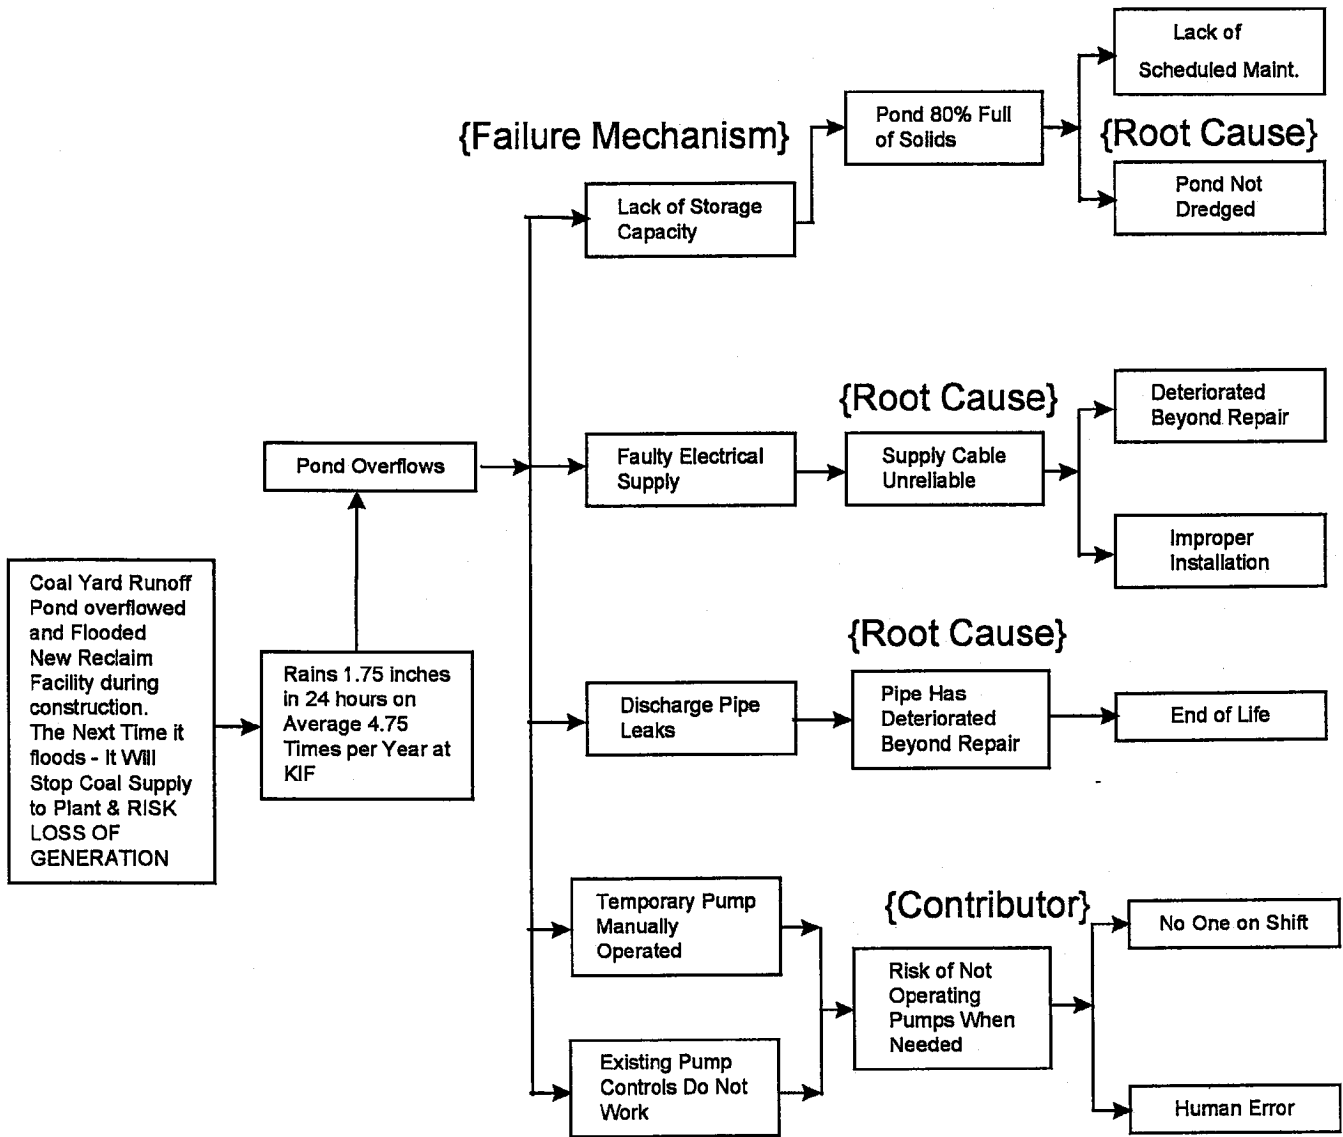 Coal Yard Runoff
Pond overflowed
and Flooded
New Reclaim
Facility during
construction.
The Next Time it
floods - It Will
Stop Coal Supply
to Plant & RISK
LOSS OF
GENERATION
Rains 1.75 inches
in 24 hours on
Average 4.75
Times per Year at
KIF
Pond Overflows
{Failure Mechanism}
Lack of Storage
Capacity
Pond 80% Full
of Solids
Lack of
Scheduled Maint.
{Root Cause}
Pond Not
Dredged
Faulty Electrical
Supply
{Root Cause}
Supply Cable
Unreliable
Deteriorated
Beyond Repair
Improper
Installation
Discharge Pipe
Leaks
{Root Cause}
Pipe Has
Deteriorated
Beyond Repair
End of Life
Temporary Pump
Manually
Operated
Existing Pump
Controls Do Not
Work
{Contributor}
Risk of Not
Operating
Pumps When
Needed
No One on Shift
Human Error